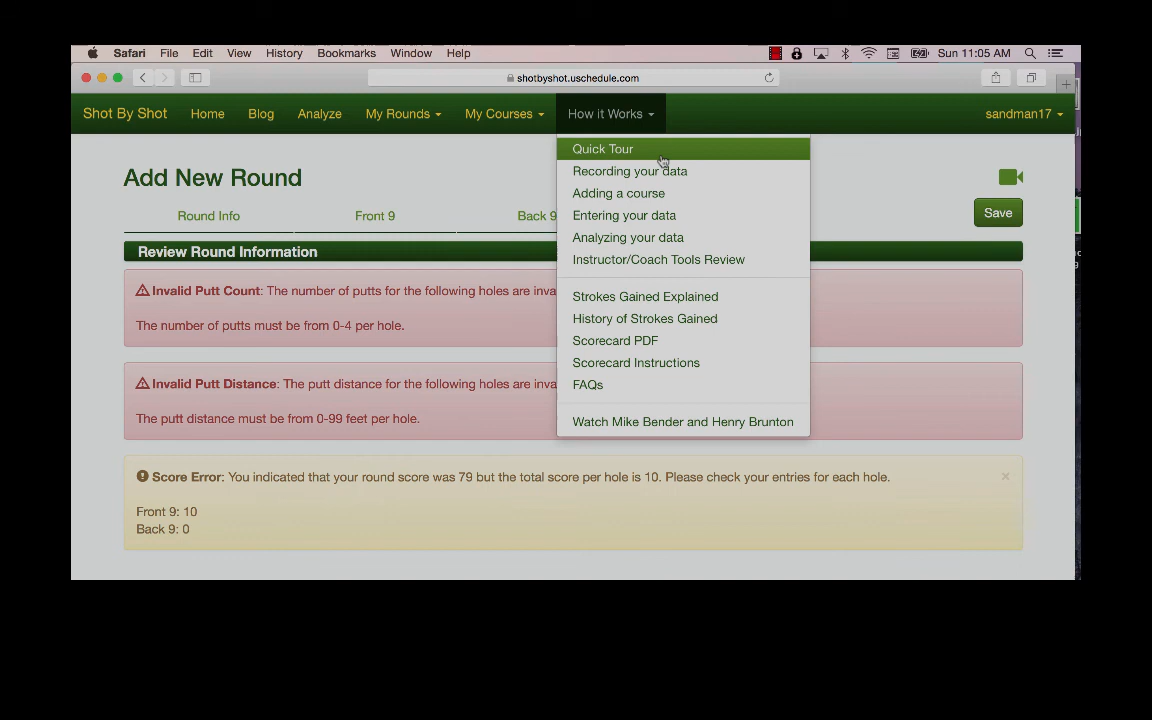 Safari File Edit View History Bookmarks Window Help Sun 11:05 AM
shotbyshot.uschedule.com
Shot By Shot Home Blog Analyze My Rounds My Courses How it Works sandman17
Quick Tour
Recording your data
Adding a course
Entering your data
Analyzing your data
Instructor/Coach Tools Review
Strokes Gained Explained
History of Strokes Gained
Scorecard PDF
Scorecard Instructions
FAQs
Watch Mike Bender and Henry Brunton
Add New Round
Round Info Front 9 Back 9 Save
Review Round Information
Invalid Putt Count: The number of putts for the following holes are inva
The number of putts must be from 0-4 per hole.
Invalid Putt Distance: The putt distance for the following holes are inva
The putt distance must be from 0-99 feet per hole.
Score Error: You indicated that your round score was 79 but the total score per hole is 10. Please check your entries for each hole.
Front 9: 10
Back 9: 0